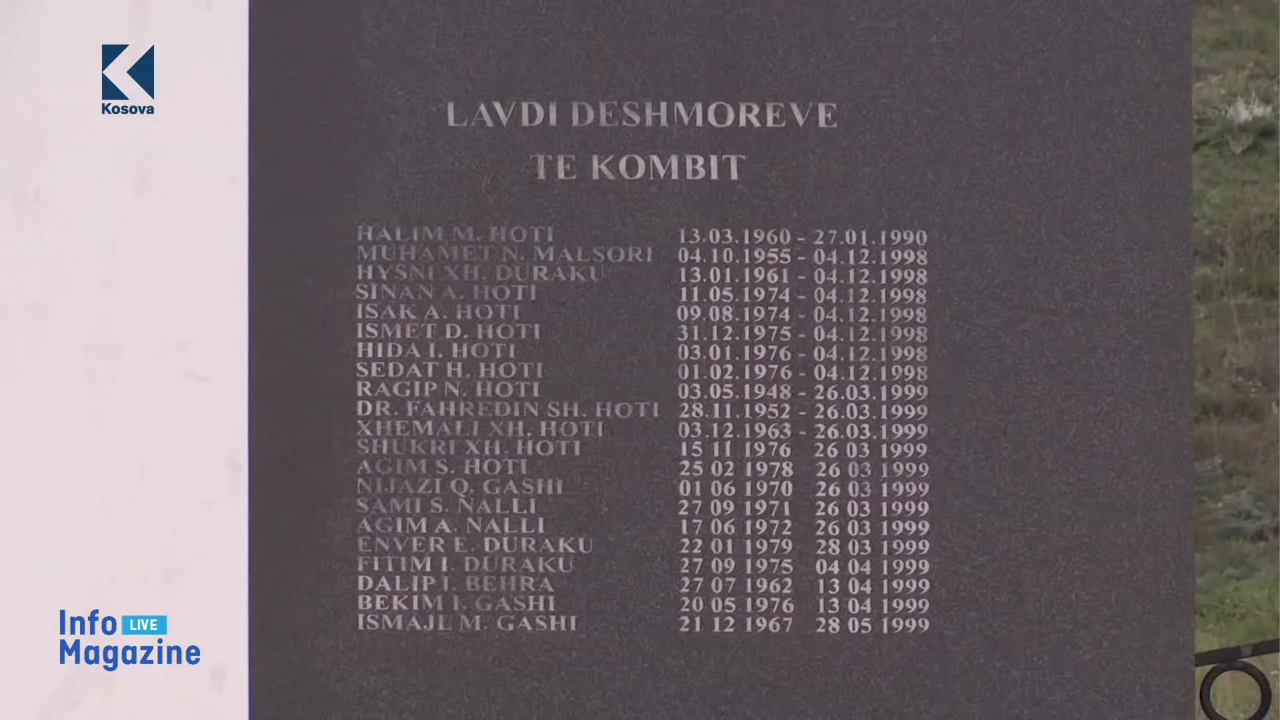 Kosova
LAVDI DESHMOREVE
TE KOMBIT
HALIM M. HOTI 13.03.1960 - 27.01.1990
MUHAMET N. MALSORI 04.10.1955 - 04.12.1998
HYSNI XH. DURAKU 13.01.1961 - 04.12.1998
SINAN A. HOTI 11.05.1974 - 04.12.1998
ISAK A. HOTI 09.08.1974 - 04.12.1998
ISMET D. HOTI 31.12.1975 - 04.12.1998
HIDA I. HOTI 03.01.1976 - 04.12.1998
SEDAT H. HOTI 01.02.1976 - 04.12.1998
RAGIP N. HOTI 03.05.1948 - 26.03.1999
DR. FAHREDIN SH. HOTI 28.11.1952 - 26.03.1999
XHEMALI XH. HOTI 03.12.1963 - 26.03.1999
SHUKRI XH. HOTI 15 11 1976 26 03 1999
AGIM S. HOTI 25 02 1978 26 03 1999
NIJAZI Q. GASHI 01 06 1970 26 03 1999
SAMI S. NALLI 27 09 1971 26 03 1999
AGIM A. NALLI 17 06 1972 26 03 1999
ENVER E. DURAKU 22 01 1979 28 03 1999
FITIM I. DURAKU 27 09 1975 04 04 1999
DALIP I. BEHRA 27 07 1962 13 04 1999
BEKIM I. GASHI 20 05 1976 13 04 1999
ISMAJL M. GASHI 21 12 1967 28 05 1999
Info LIVE
Magazine